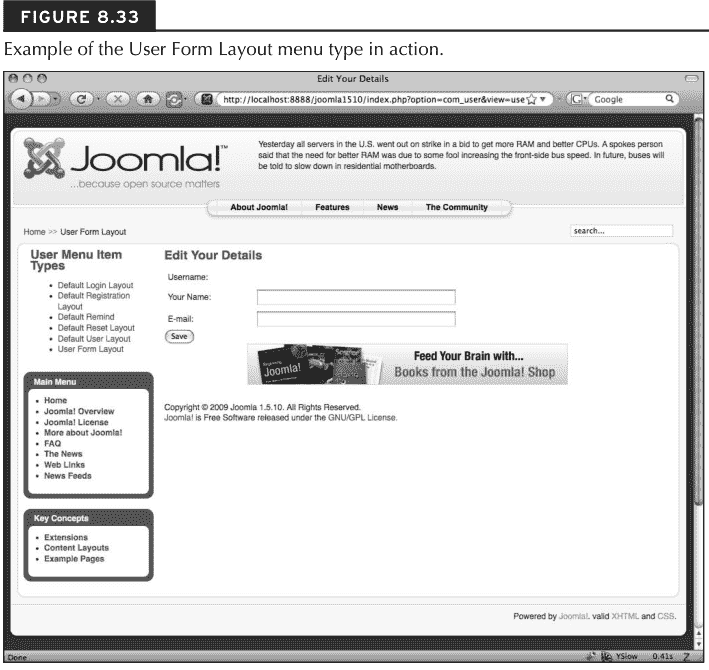 FIGURE 8.33
Example of the User Form Layout menu type in action.
Edit Your Details
http://localhost:8888/joomla1510/index.php?option=com_user&view=use
Google
Joomla!™
...because open source matters
Yesterday all servers in the U.S. went out on strike in a bid to get more RAM and better CPUs. A spokes person
said that the need for better RAM was due to some fool increasing the front-side bus speed. In future, buses will
be told to slow down in residential motherboards.
About Joomla! Features News The Community
Home >> User Form Layout
search...
User Menu Item
Types
• Default Login Layout
• Default Registration
Layout
• Default Remind
• Default Reset Layout
• Default User Layout
• User Form Layout
Edit Your Details
Username:
Your Name:
E-mail:
Save
Joomla!
Feed Your Brain with...
Books from the Joomla! Shop
Copyright © 2009 Joomla 1.5.10. All Rights Reserved.
Joomla! is Free Software released under the GNU/GPL License.
Main Menu
• Home
• Joomla! Overview
• Joomla! License
• More about Joomla!
• FAQ
• The News
• Web Links
• News Feeds
Key Concepts
• Extensions
• Content Layouts
• Example Pages
Powered by Joomla!. valid XHTML and CSS.
Done
YSlow 0.41s